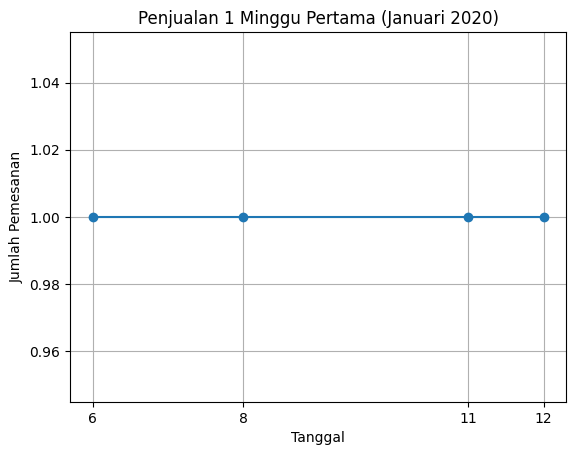 Penjualan 1 Minggu Pertama (Januari 2020)
Jumlah Pemesanan
1.04
1.02
1.00
0.98
0.96
6 8 11 12
Tanggal